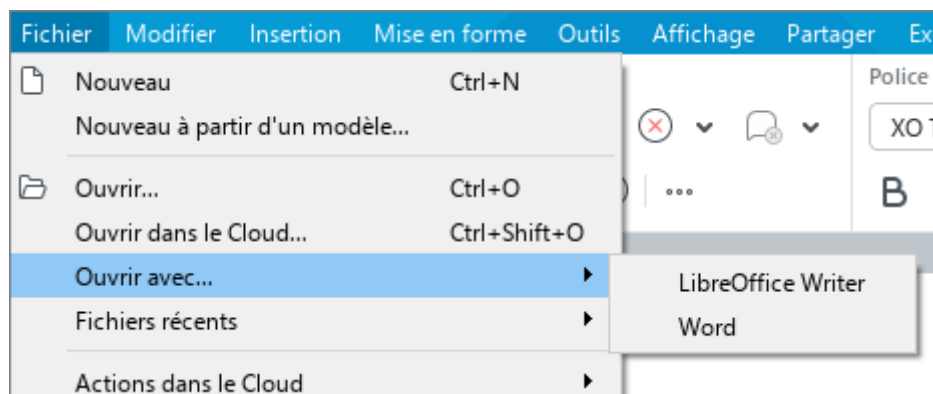 Fichier Modifier Insertion Mise en forme Outils Affichage Partager
Police
Nouveau Ctrl+N
Nouveau à partir d'un modèle...
XO
B
Ouvrir... Ctrl+O
Ouvrir dans le Cloud... Ctrl+Shift+O
Ouvrir avec...
LibreOffice Writer
Fichiers récents
Word
Actions dans le Cloud